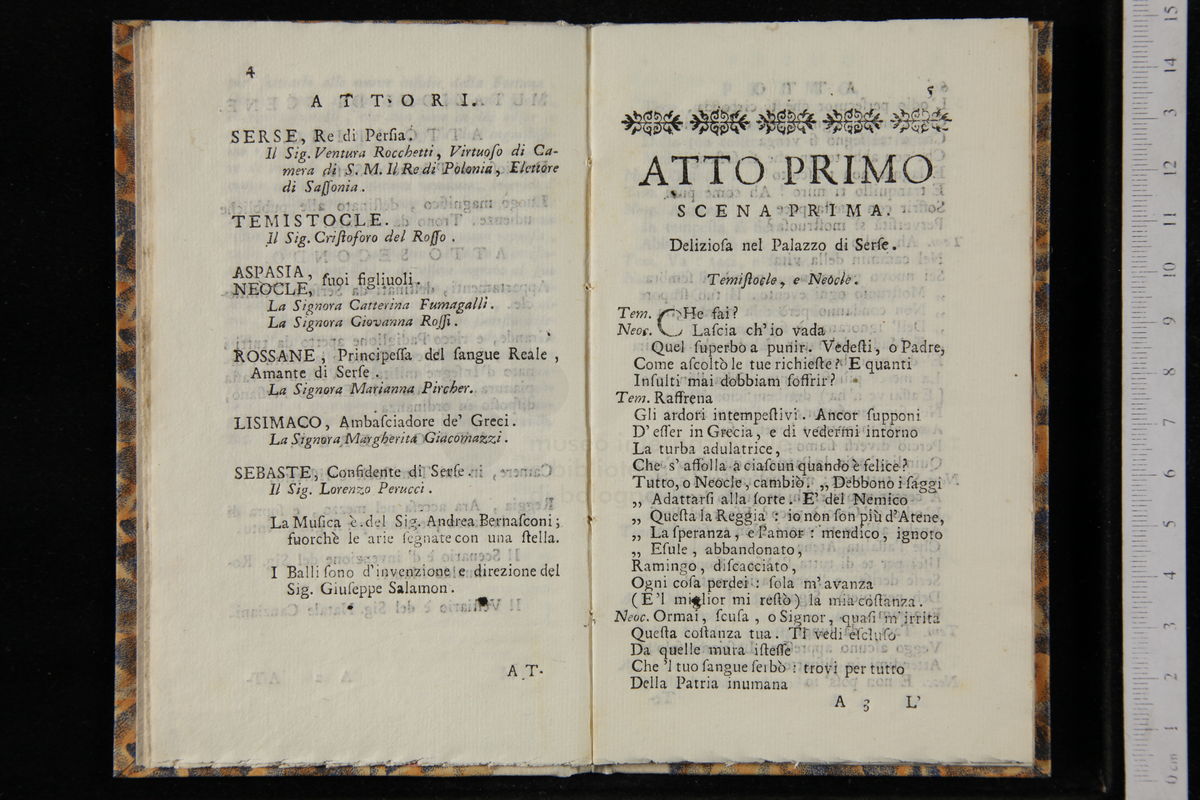 4
ATTORI.
SERSE, Re di Persia.
Il Sig. Ventura Rocchetti, Virtuoſo di Ca-
mera di S. M. Il Re di Polonia, Elettore
di Saſſonia.
TEMISTOCLE.
Il Sig. Criſtoforo del Roſſo.
ASPASIA,
NEOCLE, ſuoi figliuoli.
La Signora Catterina Fumagalli.
La Signora Giovanna Roſſi.
ROSSANE, Principeſſa del ſangue Reale,
Amante di Serſe.
La Signora Marianna Pircher.
LISIMACO, Ambaſciadore de' Greci.
La Signora Margherita Giacomazzi.
SEBASTE, Confidente di Serſe.
Il Sig. Lorenzo Perucci.
La Muſica è del Sig. Andrea Bernaſconi;
fuorchè le arie ſegnate con una ſtella.
I Balli ſono d'invenzione e direzione del
Sig. Giuſeppe Salamon.
AT-
5
ATTO PRIMO
SCENA PRIMA.
Delizioſa nel Palazzo di Serſe.
Temiſtocle, e Neocle.
Tem. CHe fai?
Neoc. Laſcia ch'io vada
Quel ſuperbo a punir. Vedeſti, o Padre,
Come aſcoltò le tue richieſte? E quanti
Inſulti mai dobbiam ſoffrir?
Tem. Raffrena
Gli ardori intempeſtivi. Ancor ſupponi
D'eſſer in Grecia, e di vedermi intorno
La turba adulatrice,
Che s'affolla a ciaſcun quando è felice?
Tutto, o Neocle, cambiò. „Debbono i ſaggi
„ Adattarſi alla ſorte. E' del Nemico
„ Queſta la Reggia: io non ſon più d'Atene,
„ La ſperanza, e l'amor: mendico, ignoto
„ Eſule, abbandonato,
Ramingo, diſcacciato,
Ogni coſa perdei: ſola m'avanza
(E'l miglior mi reſtò) la mia coſtanza.
Neoc. Ormai, ſcuſa, o Signor, quaſi m'irrita
Queſta coſtanza tua. Ti vedi eſcluſo
Da quelle mura iſteſſe
Che 'l tuo ſangue ſerbò: trovi per tutto
Della Patria inumana
A 3 L'